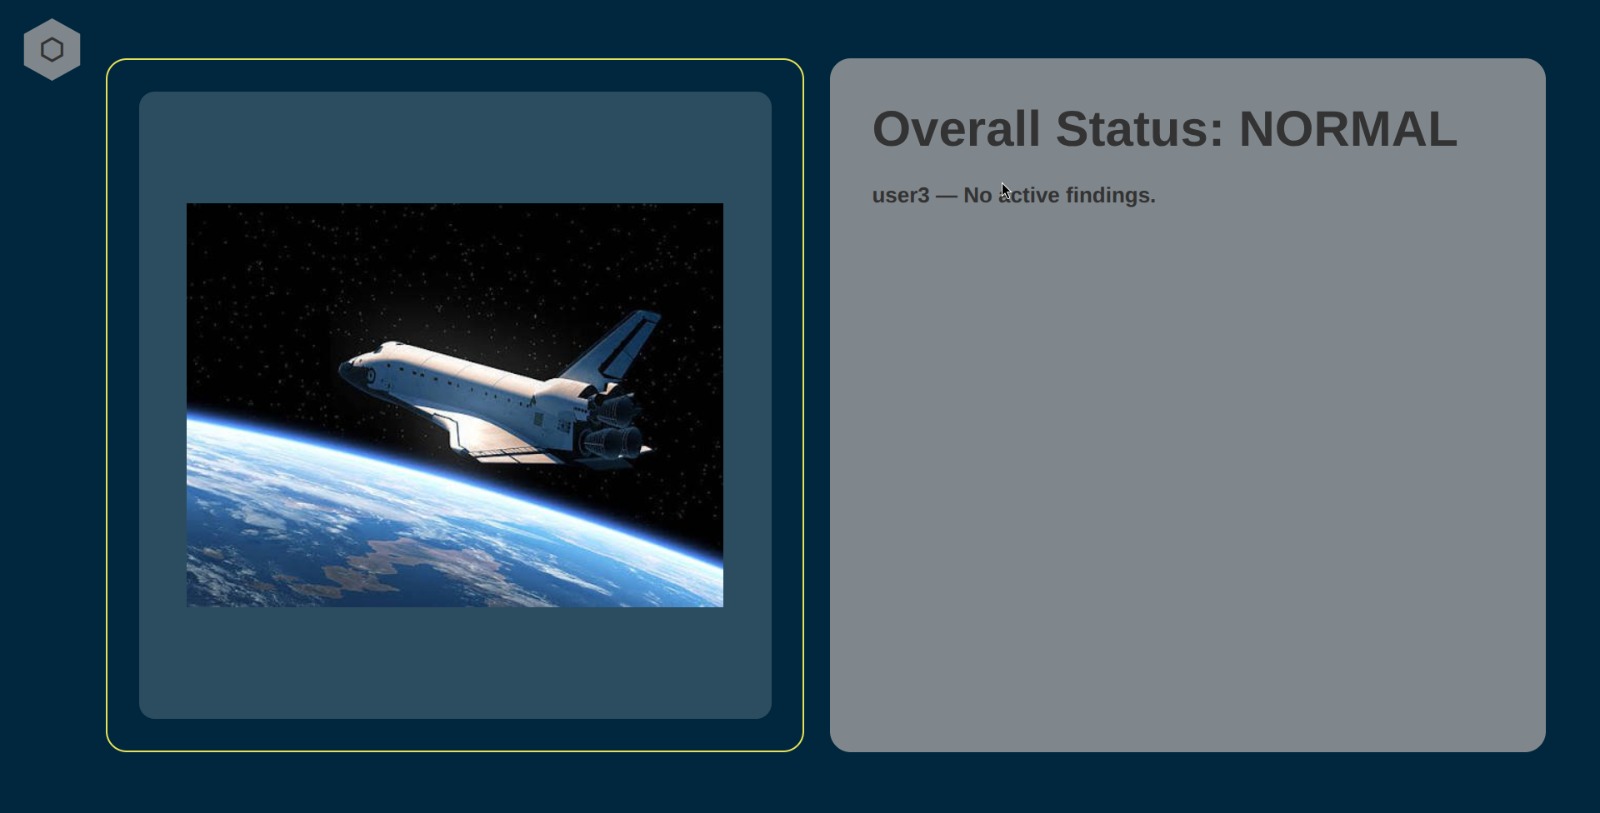 Overall Status: NORMAL
user3 — No active findings.